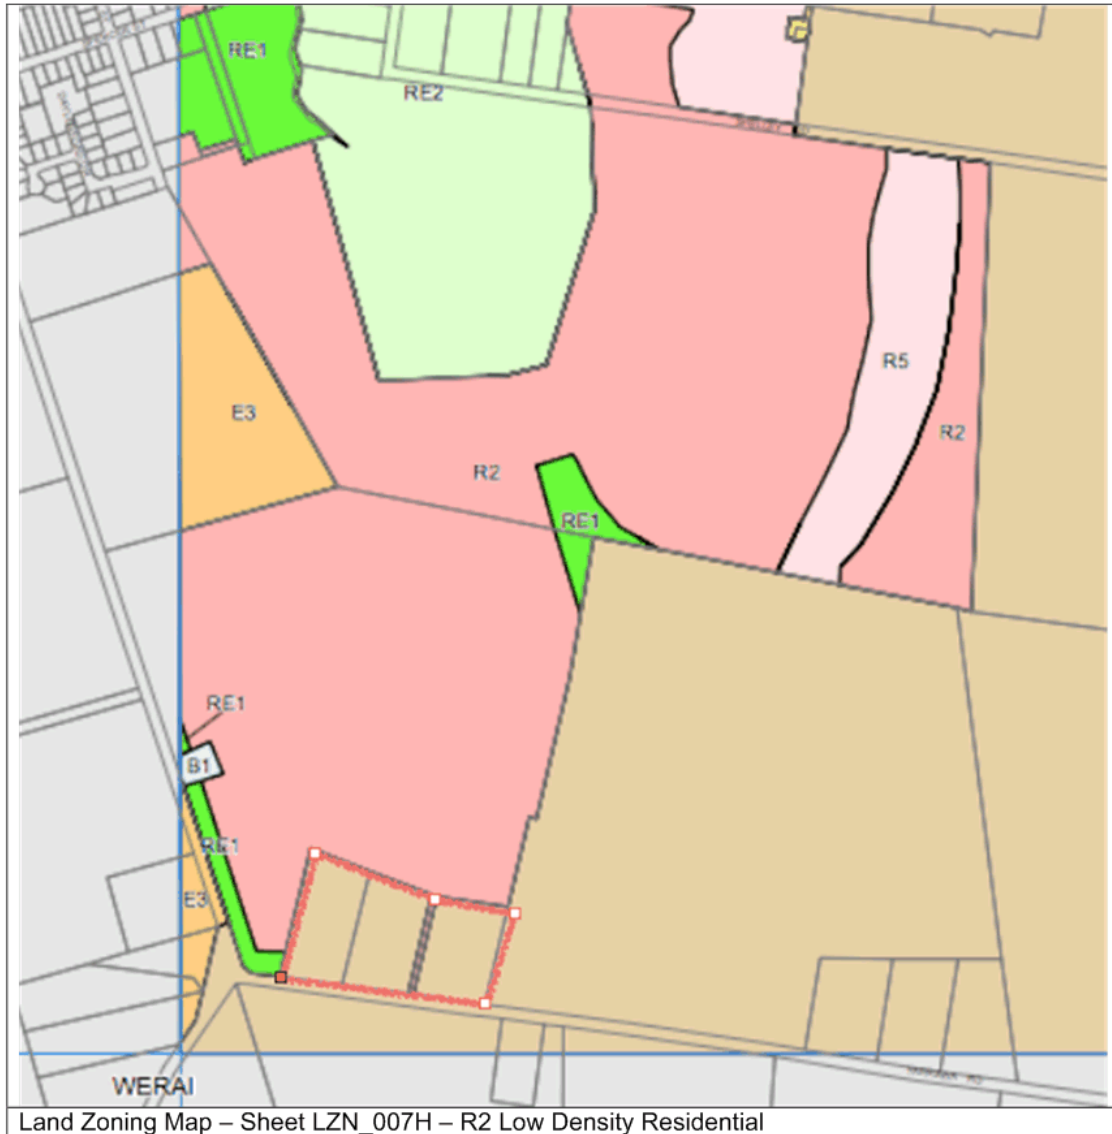 RE1
RE2
R5
E3
R2
R2
RE1
RE1
B1
RE1
E3
WERAI
Land Zoning Map – Sheet LZN_007H – R2 Low Density Residential